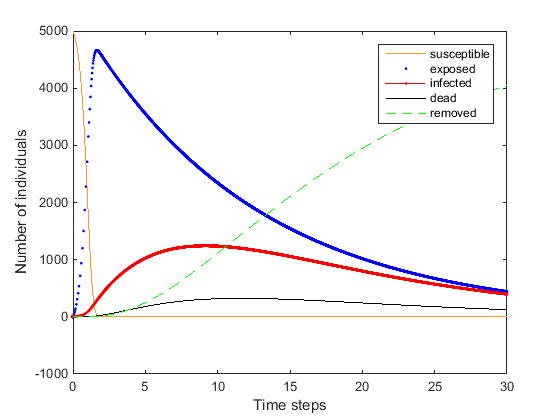 5000
4000
3000
2000
1000
0
-1000
Number of individuals
susceptible
exposed
infected
dead
removed
0
5
10
15
20
25
30
Time steps